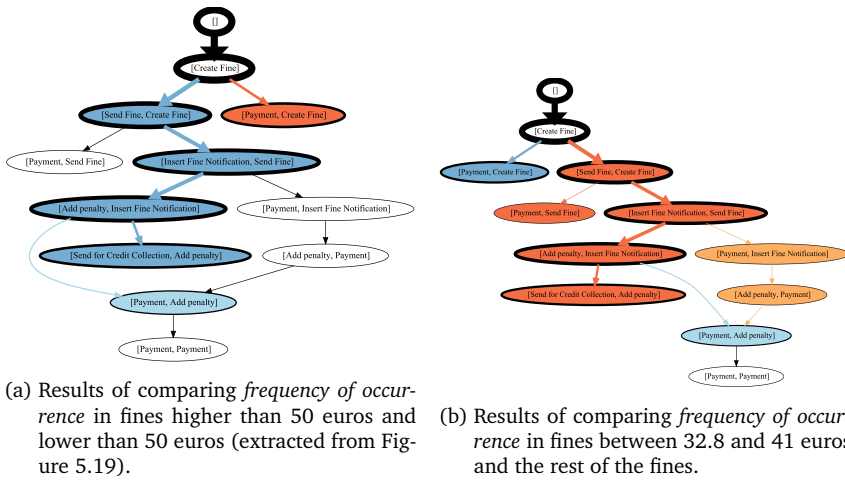 []
[Create Fine]
[Send Fine, Create Fine]
[Payment, Create Fine]
[Payment, Send Fine]
[Insert Fine Notification, Send Fine]
[Add penalty, Insert Fine Notification]
[Payment, Insert Fine Notification]
[Send for Credit Collection, Add penalty]
[Add penalty, Payment]
[Payment, Add penalty]
[Payment, Payment]
(a) Results of comparing frequency of occur-
rence in fines higher than 50 euros and
lower than 50 euros (extracted from Fig-
ure 5.19).
[]
[Create Fine]
[Payment, Create Fine]
[Send Fine, Create Fine]
[Payment, Send Fine]
[Insert Fine Notification, Send Fine]
[Add penalty, Insert Fine Notification]
[Payment, Insert Fine Notification]
[Send for Credit Collection, Add penalty]
[Add penalty, Payment]
[Payment, Add penalty]
[Payment, Payment]
(b) Results of comparing frequency of occur-
rence in fines between 32.8 and 41 euros
and the rest of the fines.